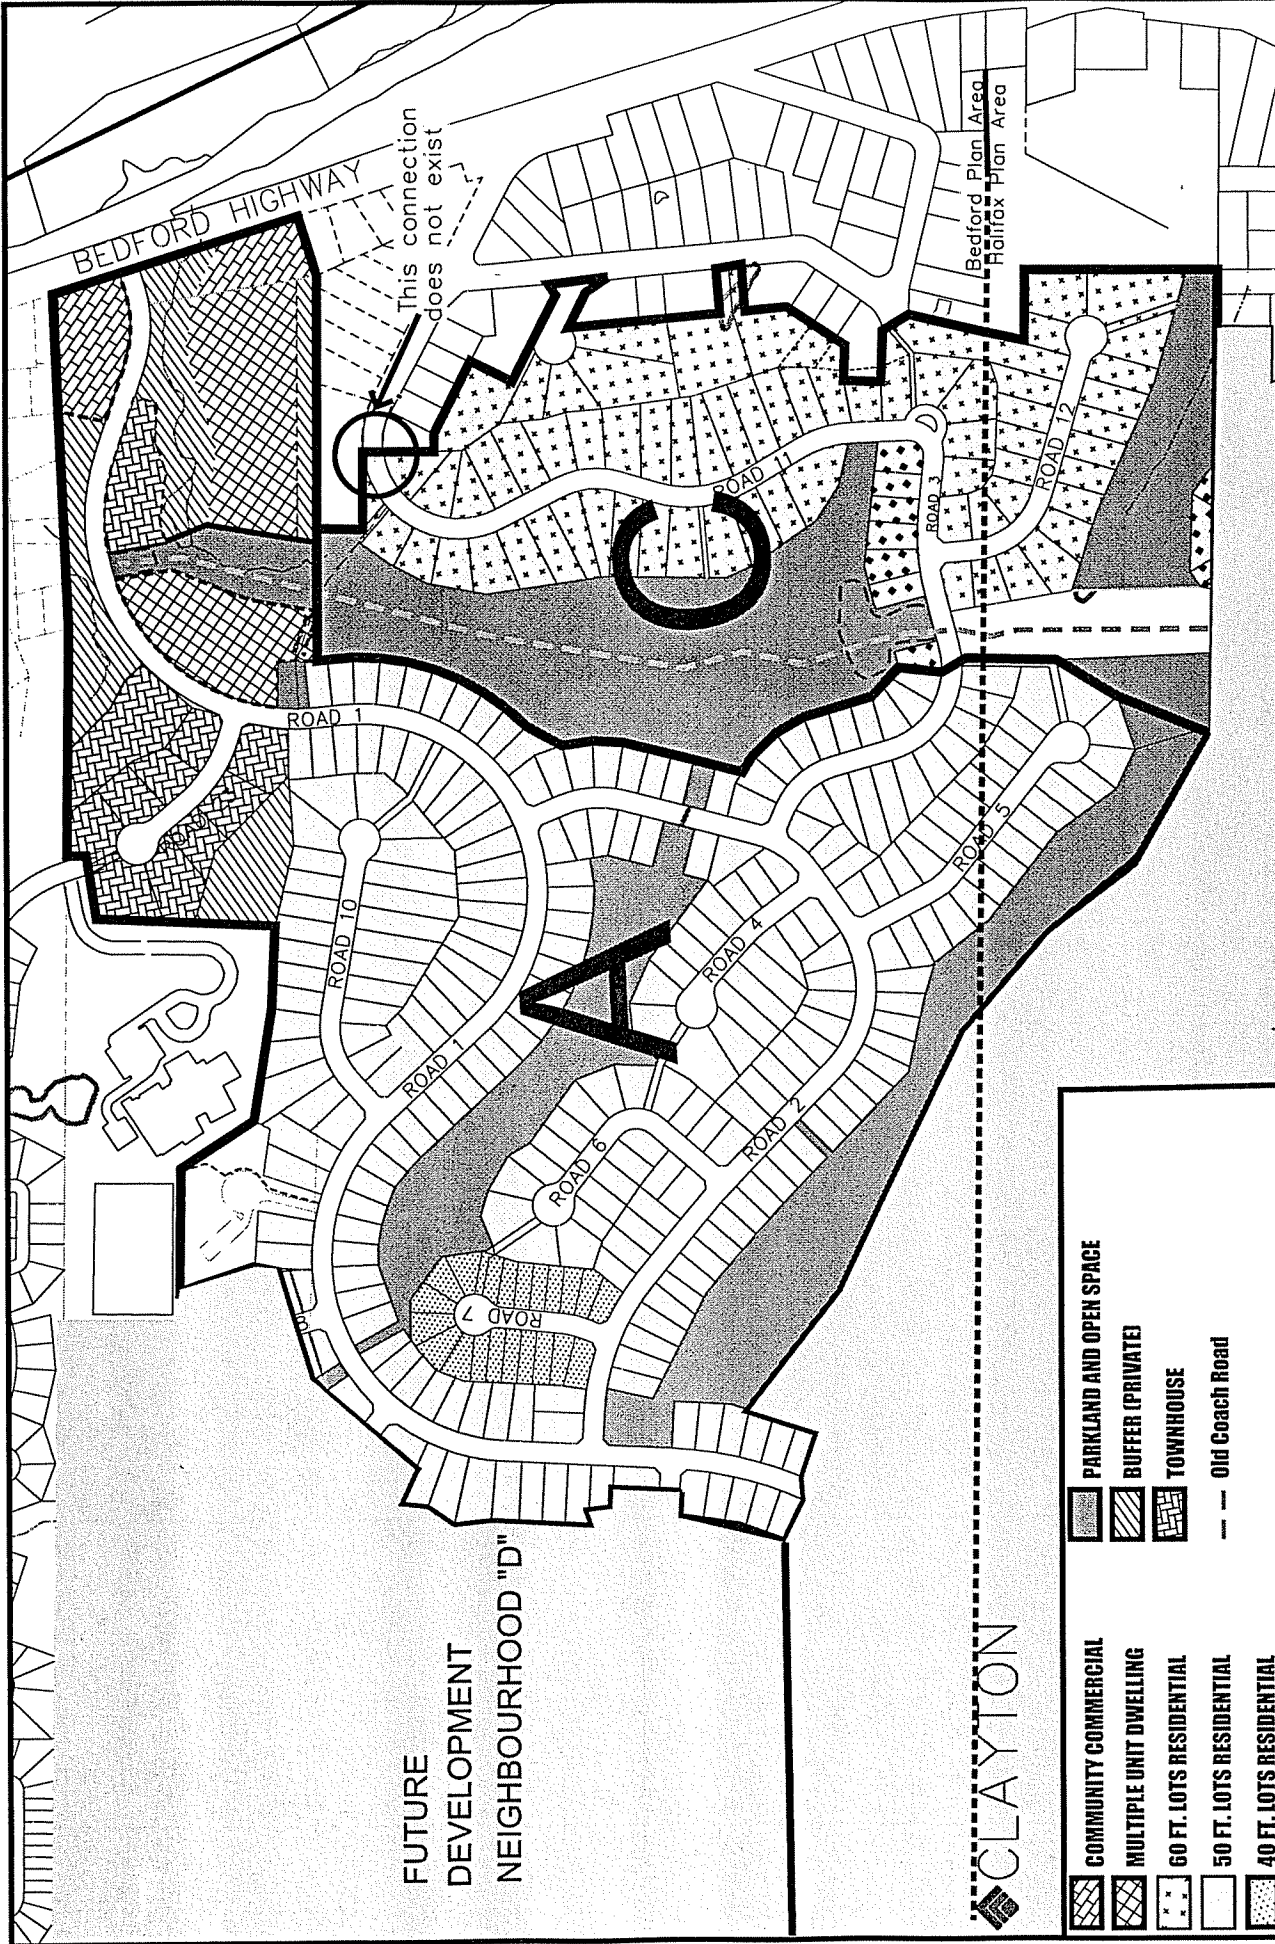 BEDFORD HIGHWAY
This connection
does not exist
Bedford Plan Area
Halifax Plan Area
ROAD 1
ROAD
ROAD 10
ROAD 1
ROAD 11
ROAD 3
ROAD 12
C
A
ROAD 4
ROAD 5
ROAD 6
ROAD 2
ROAD 7
8
FUTURE
DEVELOPMENT
NEIGHBOURHOOD "D"
CLAYTON
COMMUNITY COMMERCIAL
MULTIPLE UNIT DWELLING
60 FT. LOTS RESIDENTIAL
50 FT. LOTS RESIDENTIAL
40 FT. LOTS RESIDENTIAL
PARKLAND AND OPEN SPACE
BUFFER (PRIVATE)
TOWNHOUSE
Old Coach Road